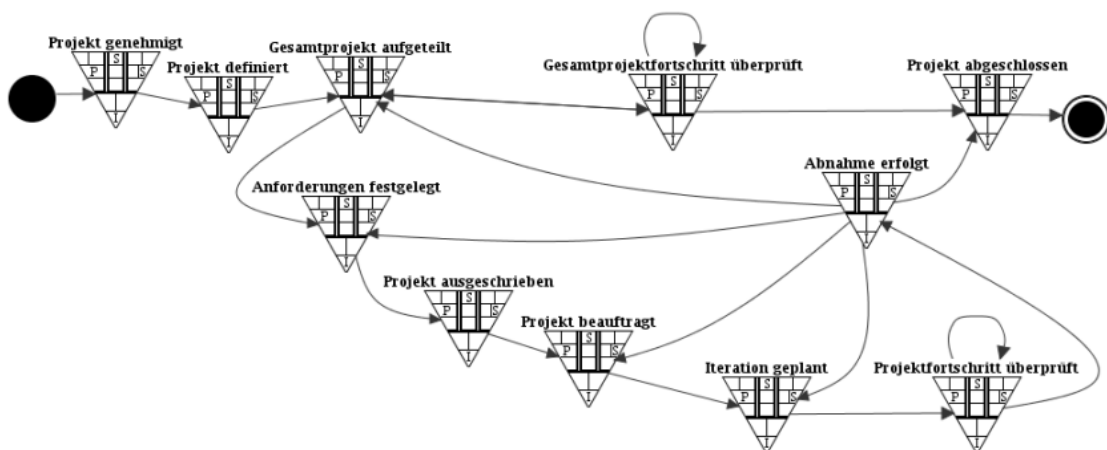 Projekt genehmigt
S
P
S
I
Projekt definiert
S
P
S
I
Gesamtprojekt aufgeteilt
S
P
S
I
Gesamtprojektfortschritt überprüft
S
P
S
I
Projekt abgeschlossen
S
P
S
I
Abnahme erfolgt
S
P
S
I
Anforderungen festgelegt
S
P
S
I
Projekt ausgeschrieben
S
P
S
I
Projekt beauftragt
S
P
S
I
Iteration geplant
S
P
S
I
Projektfortschritt überprüft
S
P
S
I